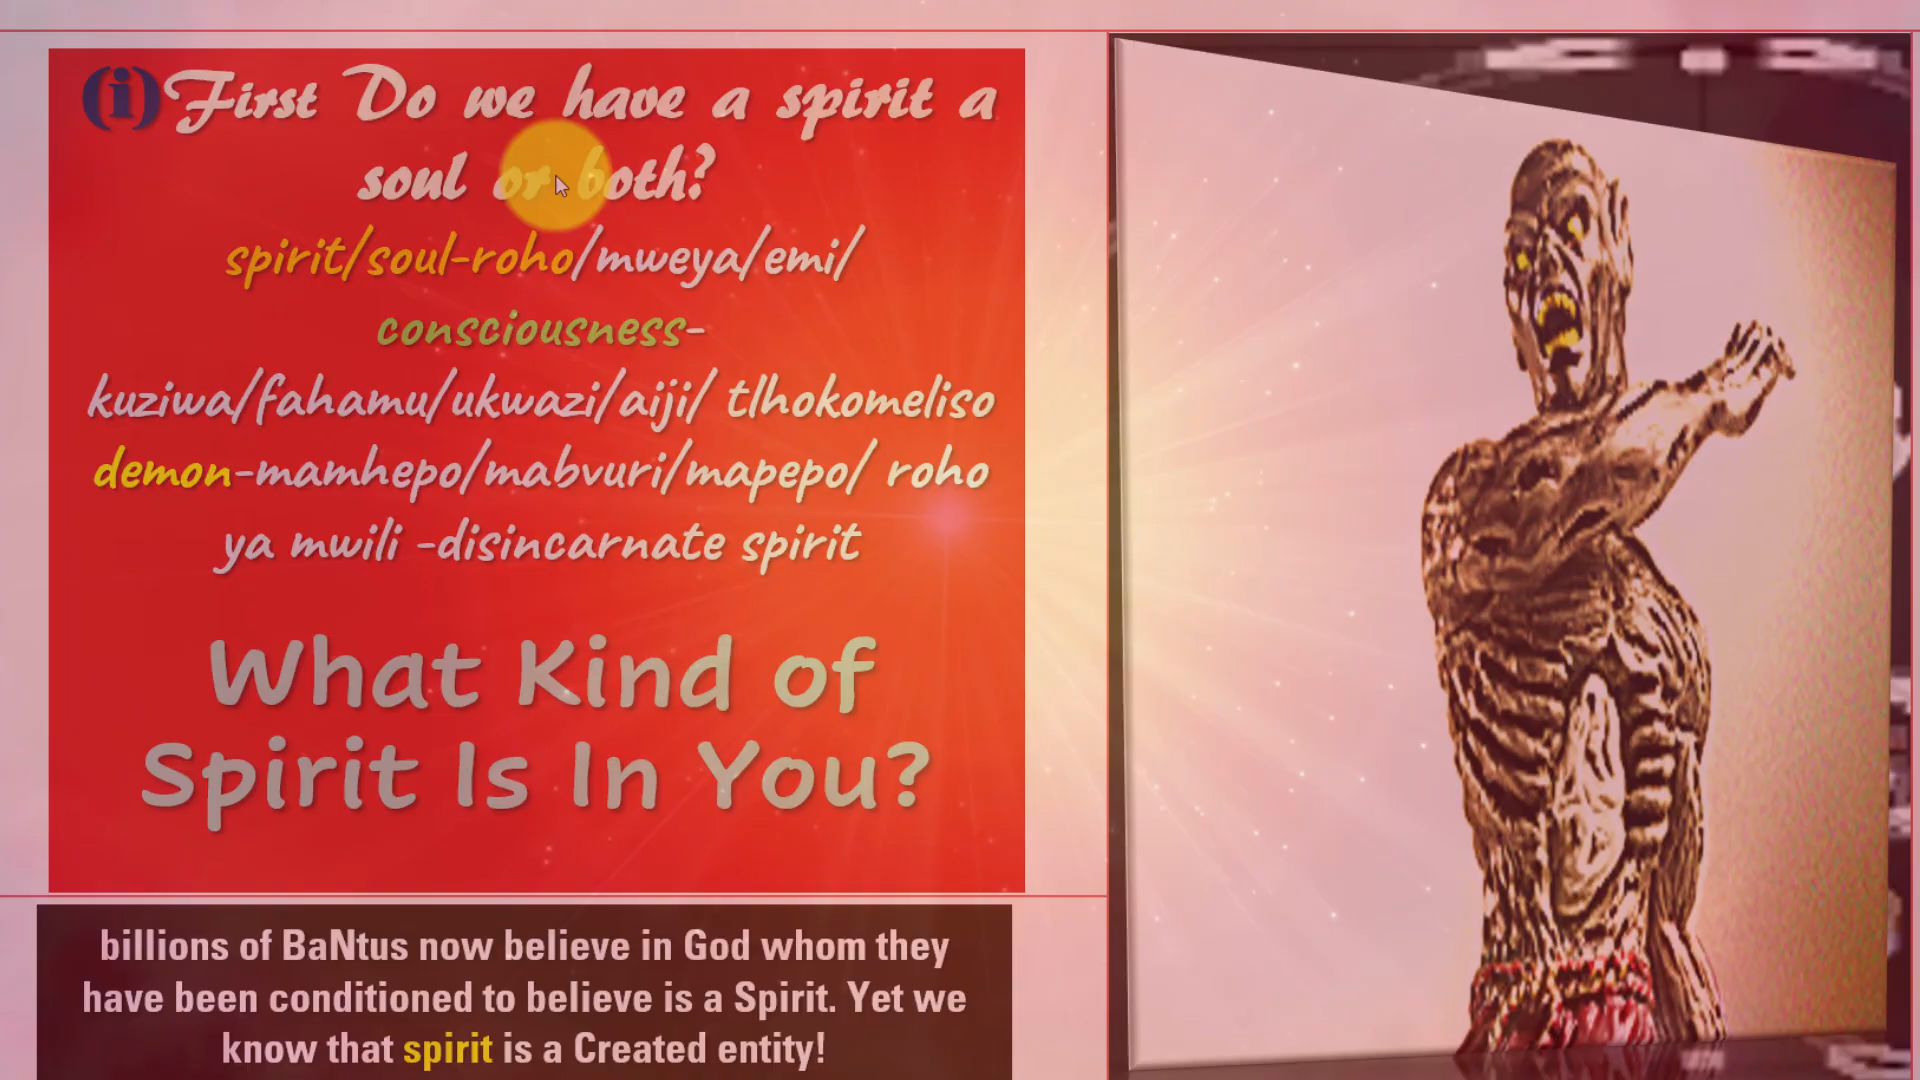 (i)First Do we have a spirit a
soul or both?
spirit/soul-roho/mweya/emi/
consciousness-
kuziwa/fahamu/ukwazi/aiji/ tlhokomeliso
demon-mamhepo/mabvuri/mapepo/ roho
ya mwili -disincarnate spirit
What Kind of
Spirit Is In You?
billions of BaNtus now believe in God whom they
have been conditioned to believe is a Spirit. Yet we
know that spirit is a Created entity!